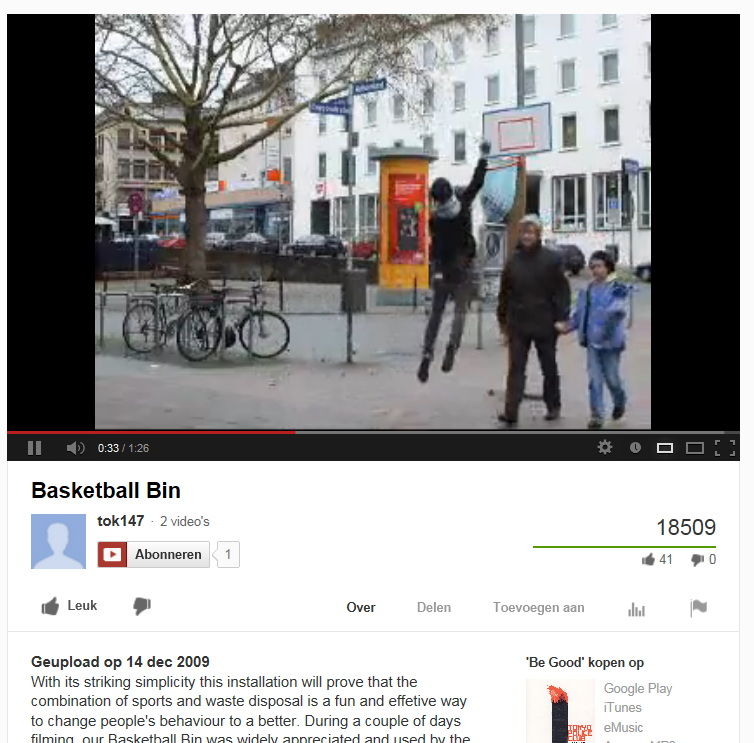 0:33 / 1:26
Basketball Bin
tok147 · 2 video's
Abonneren 1
18509
41 0
Leuk
Over Delen Toevoegen aan
Geupload op 14 dec 2009
With its striking simplicity this installation will prove that the
combination of sports and waste disposal is a fun and effetive way
to change people's behaviour to a better. During a couple of days
filming, our Basketball Bin was widely appreciated and used by the
'Be Good' kopen op
Google Play
iTunes
eMusic
TOKYO
POLICE
CLUB